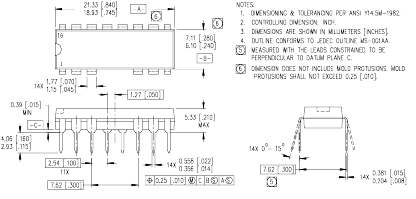 21.33 .840
18.93 [.745]
-A-
6
16
1
7.11 .280
6.10 [.240]
6
-B-
1.77 .070
14X 1.15 [.045]
1.27 [.050]
0.39 [.015]
MIN
-C-
5.33 [.210]
MAX
4.06 .160
2.93 [.115]
2.54 [.100]
11X
7.62 [.300]
14X 0.558 .022
0.356 [.014]
0.25 [.010] M C B S A S
NOTES:
1. DIMENSIONING & TOLERANCING PER ANSI Y14.5M-1982.
2. CONTROLLING DIMENSION: INCH.
3. DIMENSIONS ARE SHOWN IN MILLIMETERS [INCHES].
4. OUTLINE CONFORMS TO JEDEC OUTLINE MS-001AA.
5 MEASURED WITH THE LEADS CONSTRAINED TO BE
PERPENDICULAR TO DATUM PLANE C.
6 DIMENSION DOES NOT INCLUDE MOLD PROTUSIONS. MOLD
PROTUSIONS SHALL NOT EXCEED 0.25 [.010].
14X 0°. 15°
7.62 [.300]
5
14X 0.381 .015
0.204 [.008]